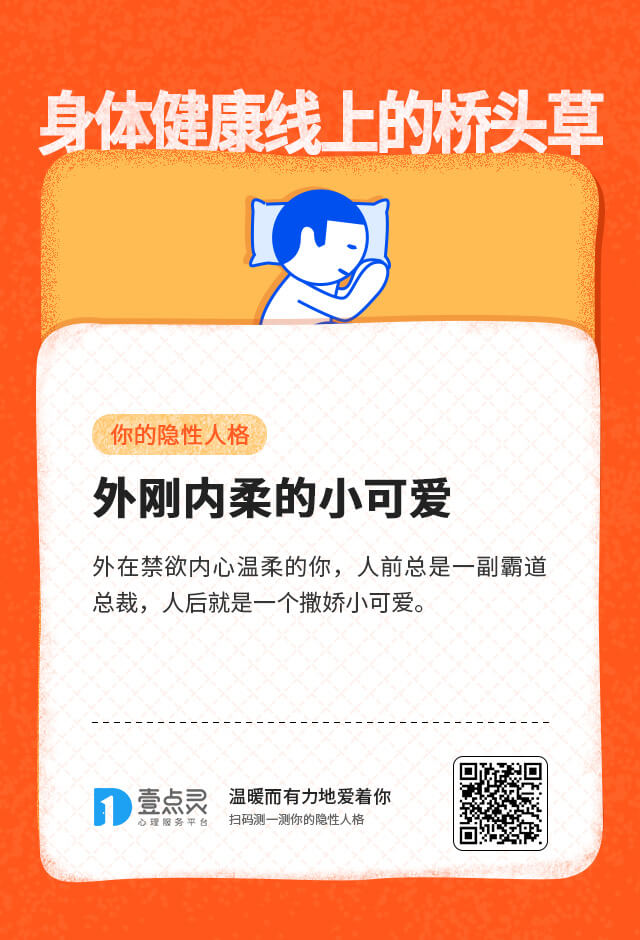 身体健康线上的桥头草
你的隐性人格
外刚内柔的小可爱
外在禁欲内心温柔的你，人前总是一副霸道
总裁，人后就是一个撒娇小可爱。
壹点灵
心理服务平台
温暖而有力地爱着你
扫码测一测你的隐性人格